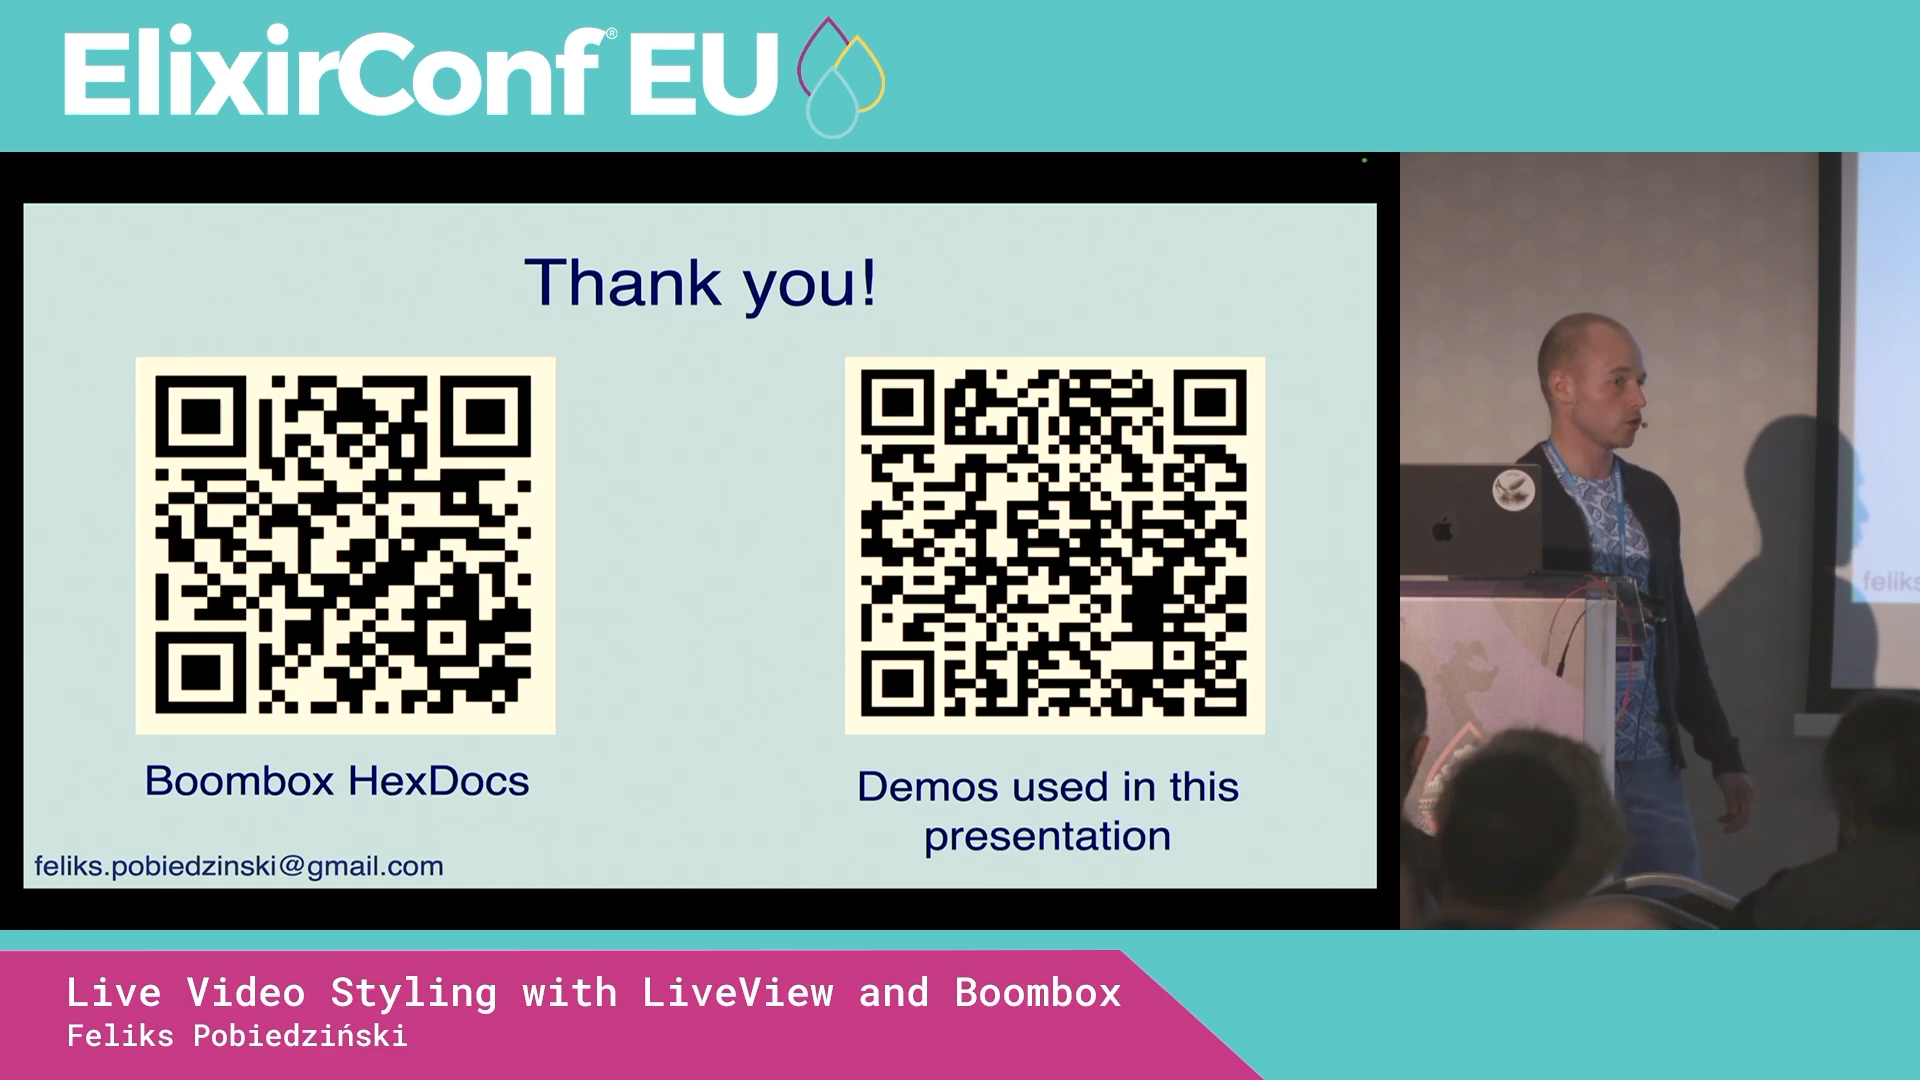 ElixirConf® EU
Thank you!
Boombox HexDocs
Demos used in this
presentation
feliks.pobiedzinski@gmail.com
feliks
Live Video Styling with LiveView and Boombox
Feliks Pobiedziński